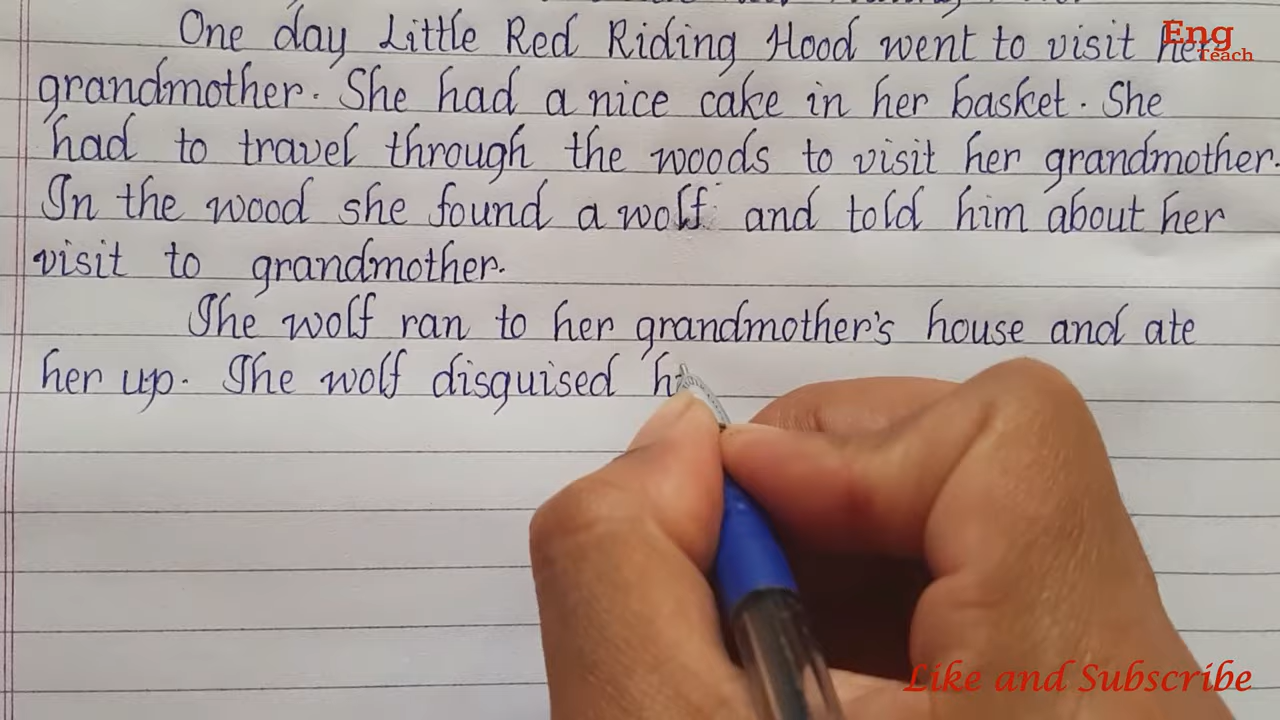 One day Little Red Riding Hood went to visit her
grandmother. She had a nice cake in her basket. She
had to travel through the woods to visit her grandmother.
In the wood she found a wolf and told him about her
visit to grandmother.
The wolf ran to her grandmother's house and ate
her up. The wolf disguised
Eng
Teach
Like and Subscribe